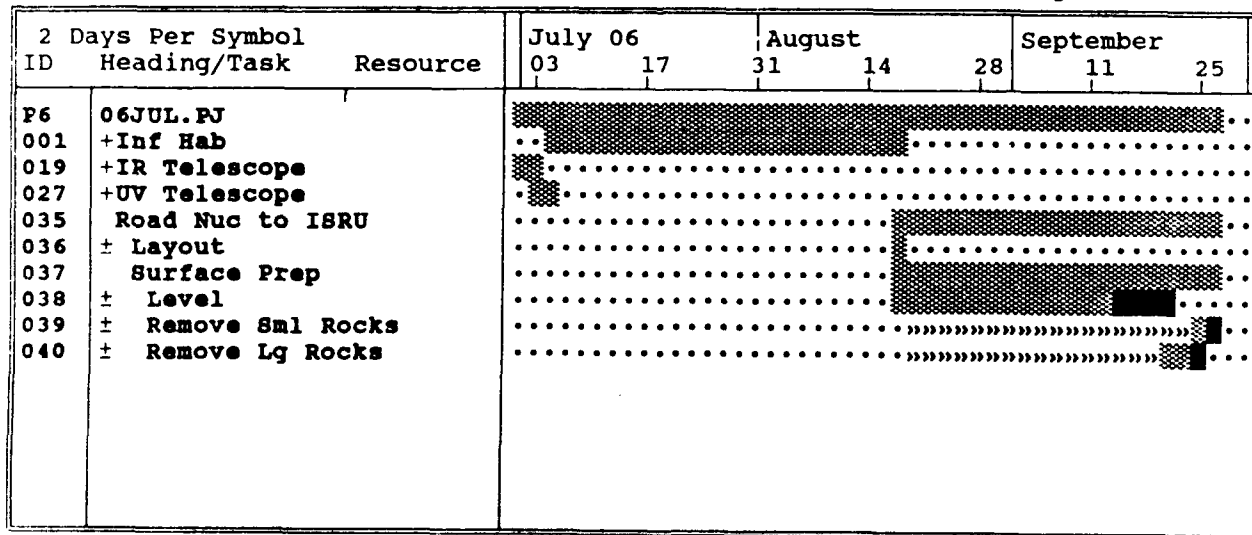 2 Days Per Symbol July 06 August September
ID Heading/Task Resource 03 17 31 14 28 11 25
P6 06JUL.PJ
001 +Inf Hab
019 +IR Telescope
027 +UV Telescope
035 Road Nuc to ISRU
036 ± Layout
037 Surface Prep
038 ± Level
039 ± Remove Sml Rocks
040 ± Remove Lg Rocks